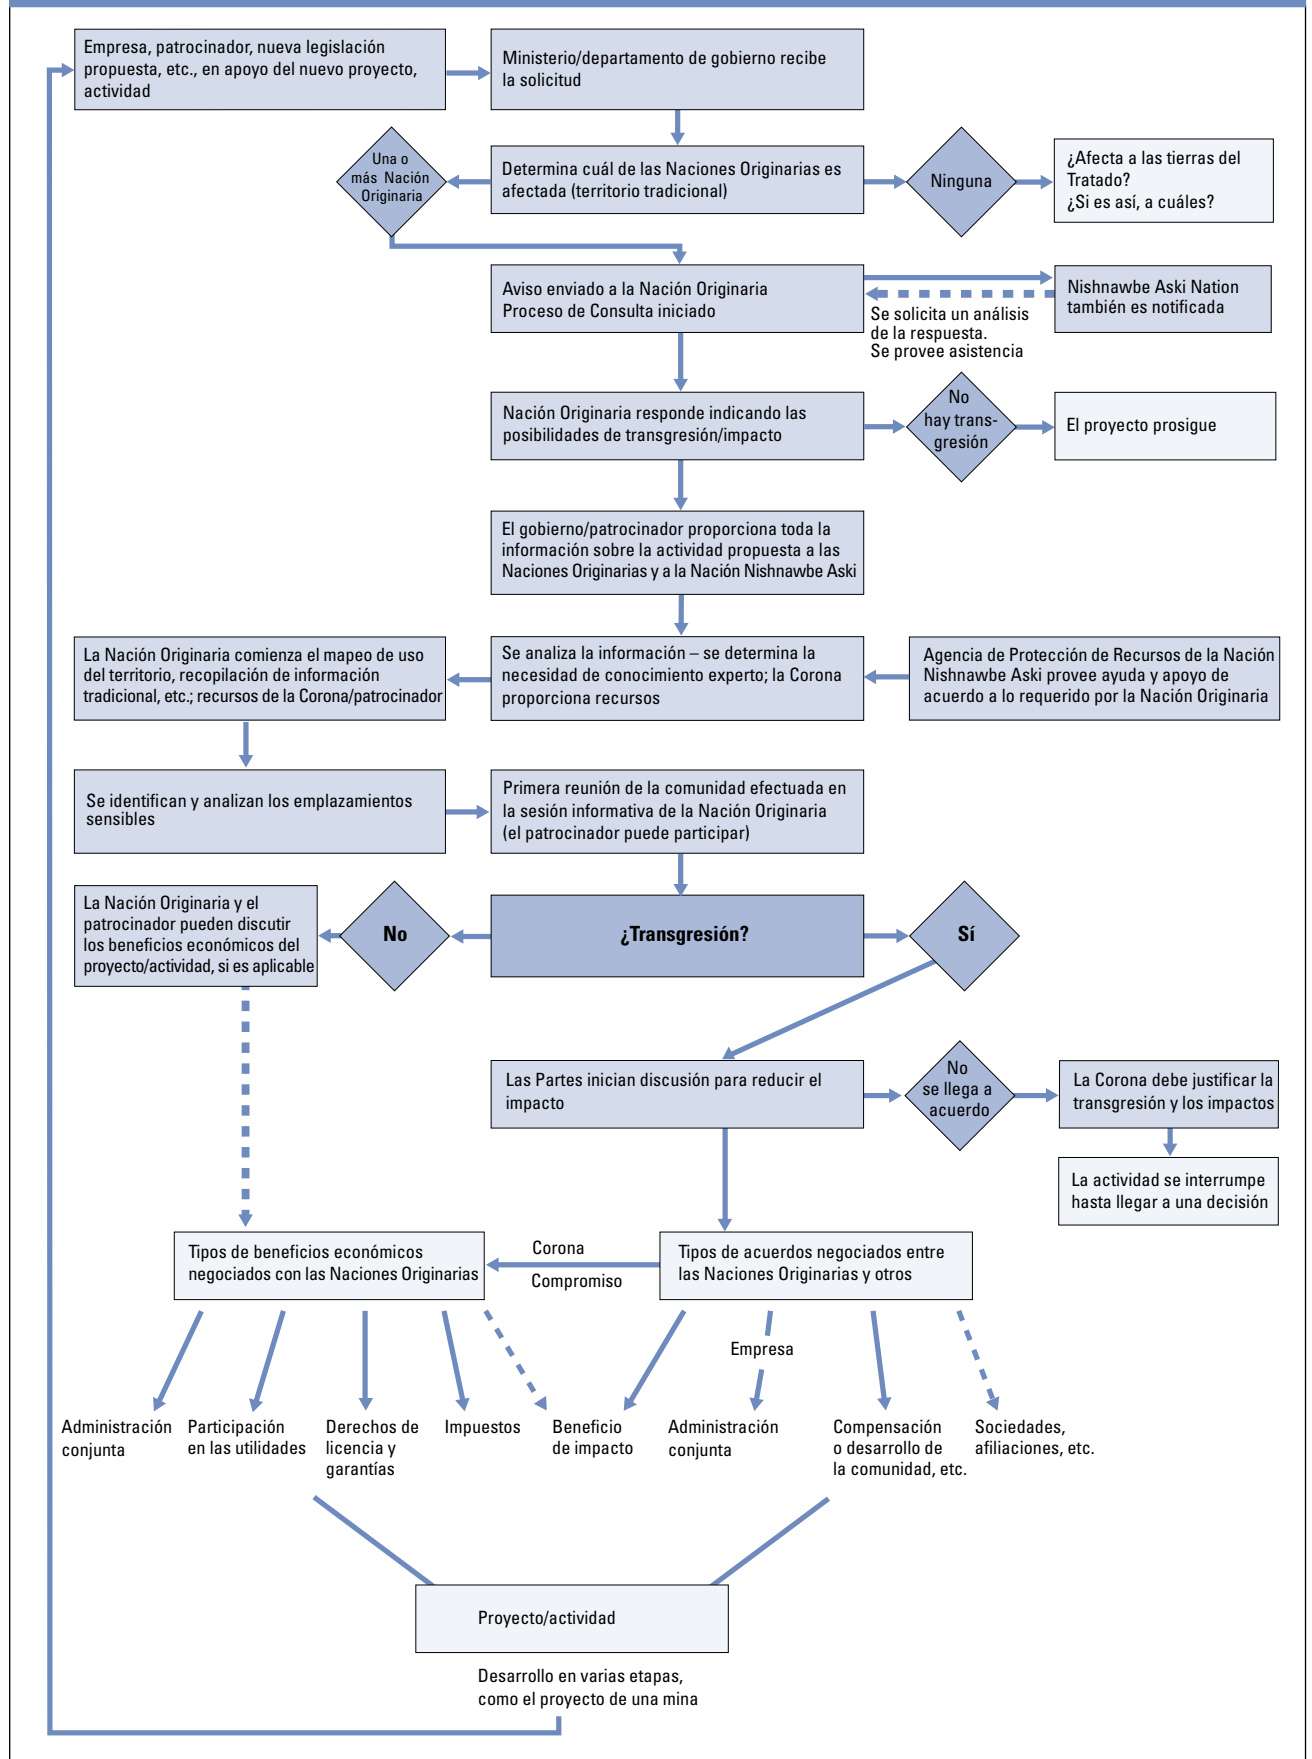 Empresa, patrocinador, nueva legislación
propuesta, etc., en apoyo del nuevo proyecto,
actividad
Ministerio/departamento de gobierno recibe
la solicitud
Una o
más Nación
Originaria
Determina cuál de las Naciones Originarias es
afectada (territorio tradicional)
Ninguna
¿Afecta a las tierras del
Tratado?
¿Si es así, a cuáles?
Aviso enviado a la Nación Originaria
Proceso de Consulta iniciado
Nishnawbe Aski Nation
también es notificada
Se solicita un análisis
de la respuesta.
Se provee asistencia
Nación Originaria responde indicando las
posibilidades de transgresión/impacto
No
hay trans-
gresión
El proyecto prosigue
El gobierno/patrocinador proporciona toda la
información sobre la actividad propuesta a las
Naciones Originarias y a la Nación Nishnawbe Aski
La Nación Originaria comienza el mapeo de uso
del territorio, recopilación de información
tradicional, etc.; recursos de la Corona/patrocinador
Se analiza la información – se determina la
necesidad de conocimiento experto; la Corona
proporciona recursos
Agencia de Protección de Recursos de la Nación
Nishnawbe Aski provee ayuda y apoyo de
acuerdo a lo requerido por la Nación Originaria
Se identifican y analizan los emplazamientos
sensibles
Primera reunión de la comunidad efectuada en
la sesión informativa de la Nación Originaria
(el patrocinador puede participar)
La Nación Originaria y el
patrocinador pueden discutir
los beneficios económicos del
proyecto/actividad, si es aplicable
No
¿Transgresión?
Sí
Las Partes inician discusión para reducir el
impacto
No
se llega a
acuerdo
La Corona debe justificar la
transgresión y los impactos
La actividad se interrumpe
hasta llegar a una decisión
Tipos de beneficios económicos
negociados con las Naciones Originarias
Corona
Compromiso
Tipos de acuerdos negociados entre
las Naciones Originarias y otros
Empresa
Administración
conjunta
Participación
en las utilidades
Derechos de
licencia y
garantías
Impuestos
Beneficio
de impacto
Administración
conjunta
Compensación
o desarrollo de
la comunidad, etc.
Sociedades,
afiliaciones, etc.
Proyecto/actividad
Desarrollo en varias etapas,
como el proyecto de una mina